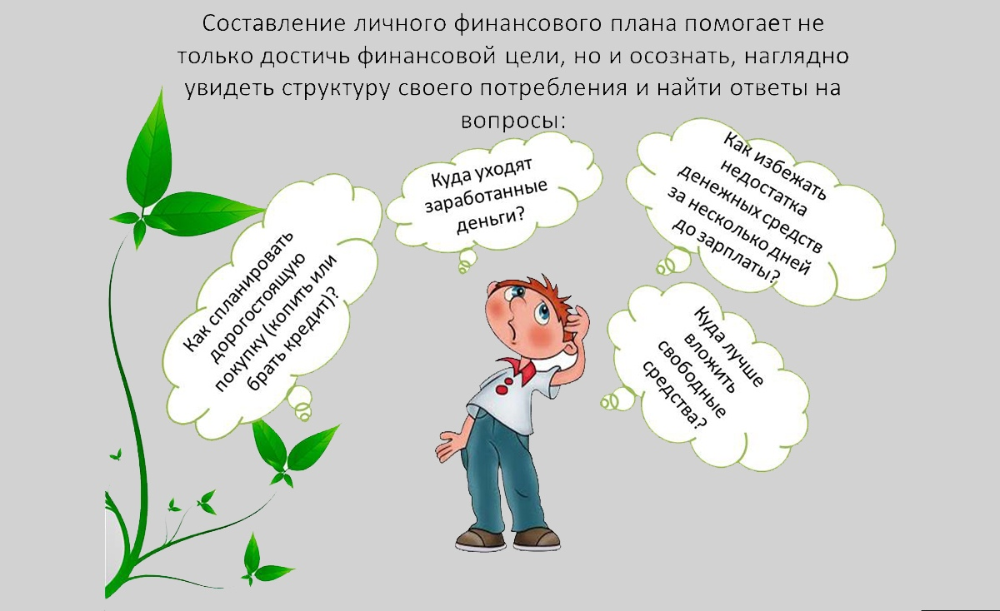 Составление личного финансового плана помогает не
только достичь финансовой цели, но и осознать, наглядно
увидеть структуру своего потребления и найти ответы на
вопросы:
Как спланировать
дорогостоящую
покупку (копить или
брать кредит)?
Куда уходят
заработанные
деньги?
Как избежать
недостатка
денежных средств
за несколько дней
до зарплаты?
Куда лучше
вложить
свободные
средства?